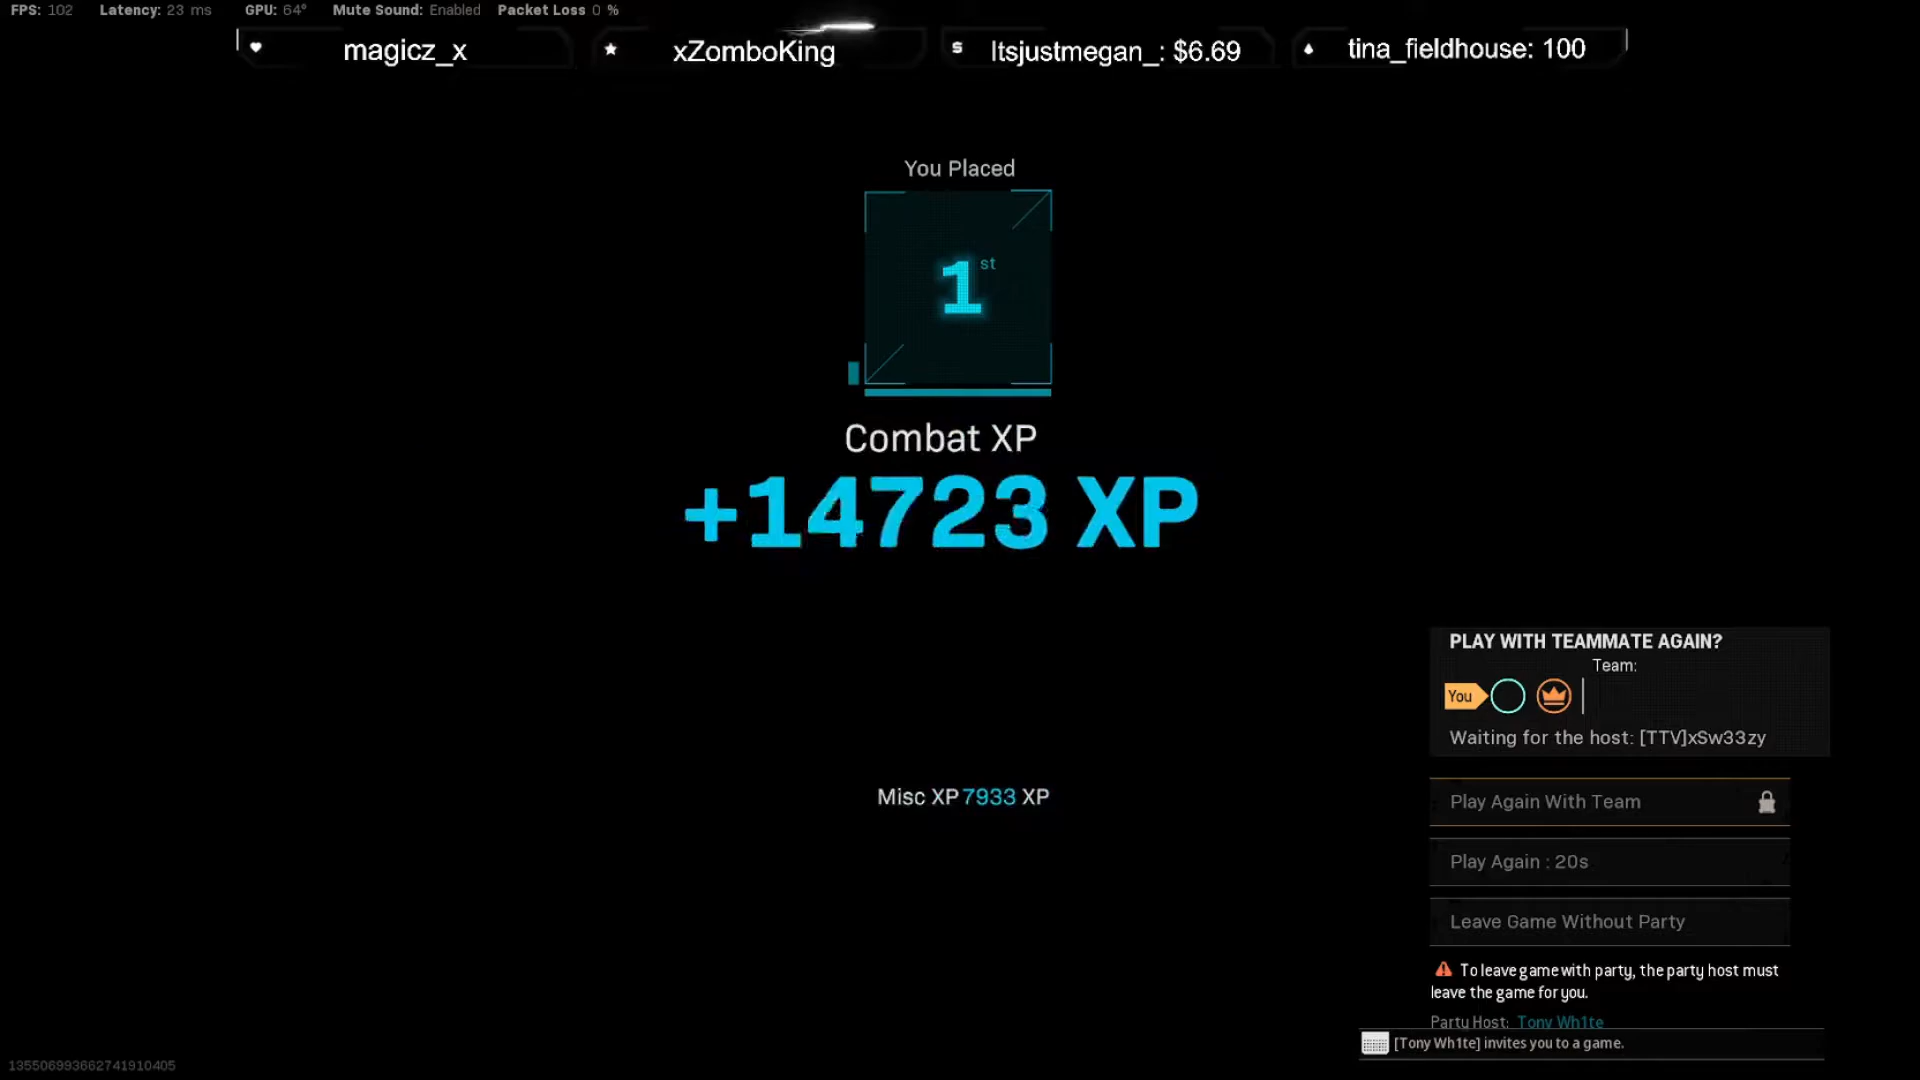 FPS: 102 Latency: 23 ms GPU: 64° Mute Sound: Enabled Packet Loss 0 %
magicz_x xZomboKing $ Itsjustmegan_: $6.69 tina_fieldhouse: 100
You Placed
1st
Combat XP
+14723 XP
PLAY WITH TEAMMATE AGAIN?
Team:
You
Waiting for the host: [TTV]xSw33zy
Misc XP 7933 XP
Play Again With Team
Play Again : 20s
Leave Game Without Party
To leave game with party, the party host must
leave the game for you.
Party Host: Tony Wh1te
[Tony Wh1te] invites you to a game.
135506993662741910405